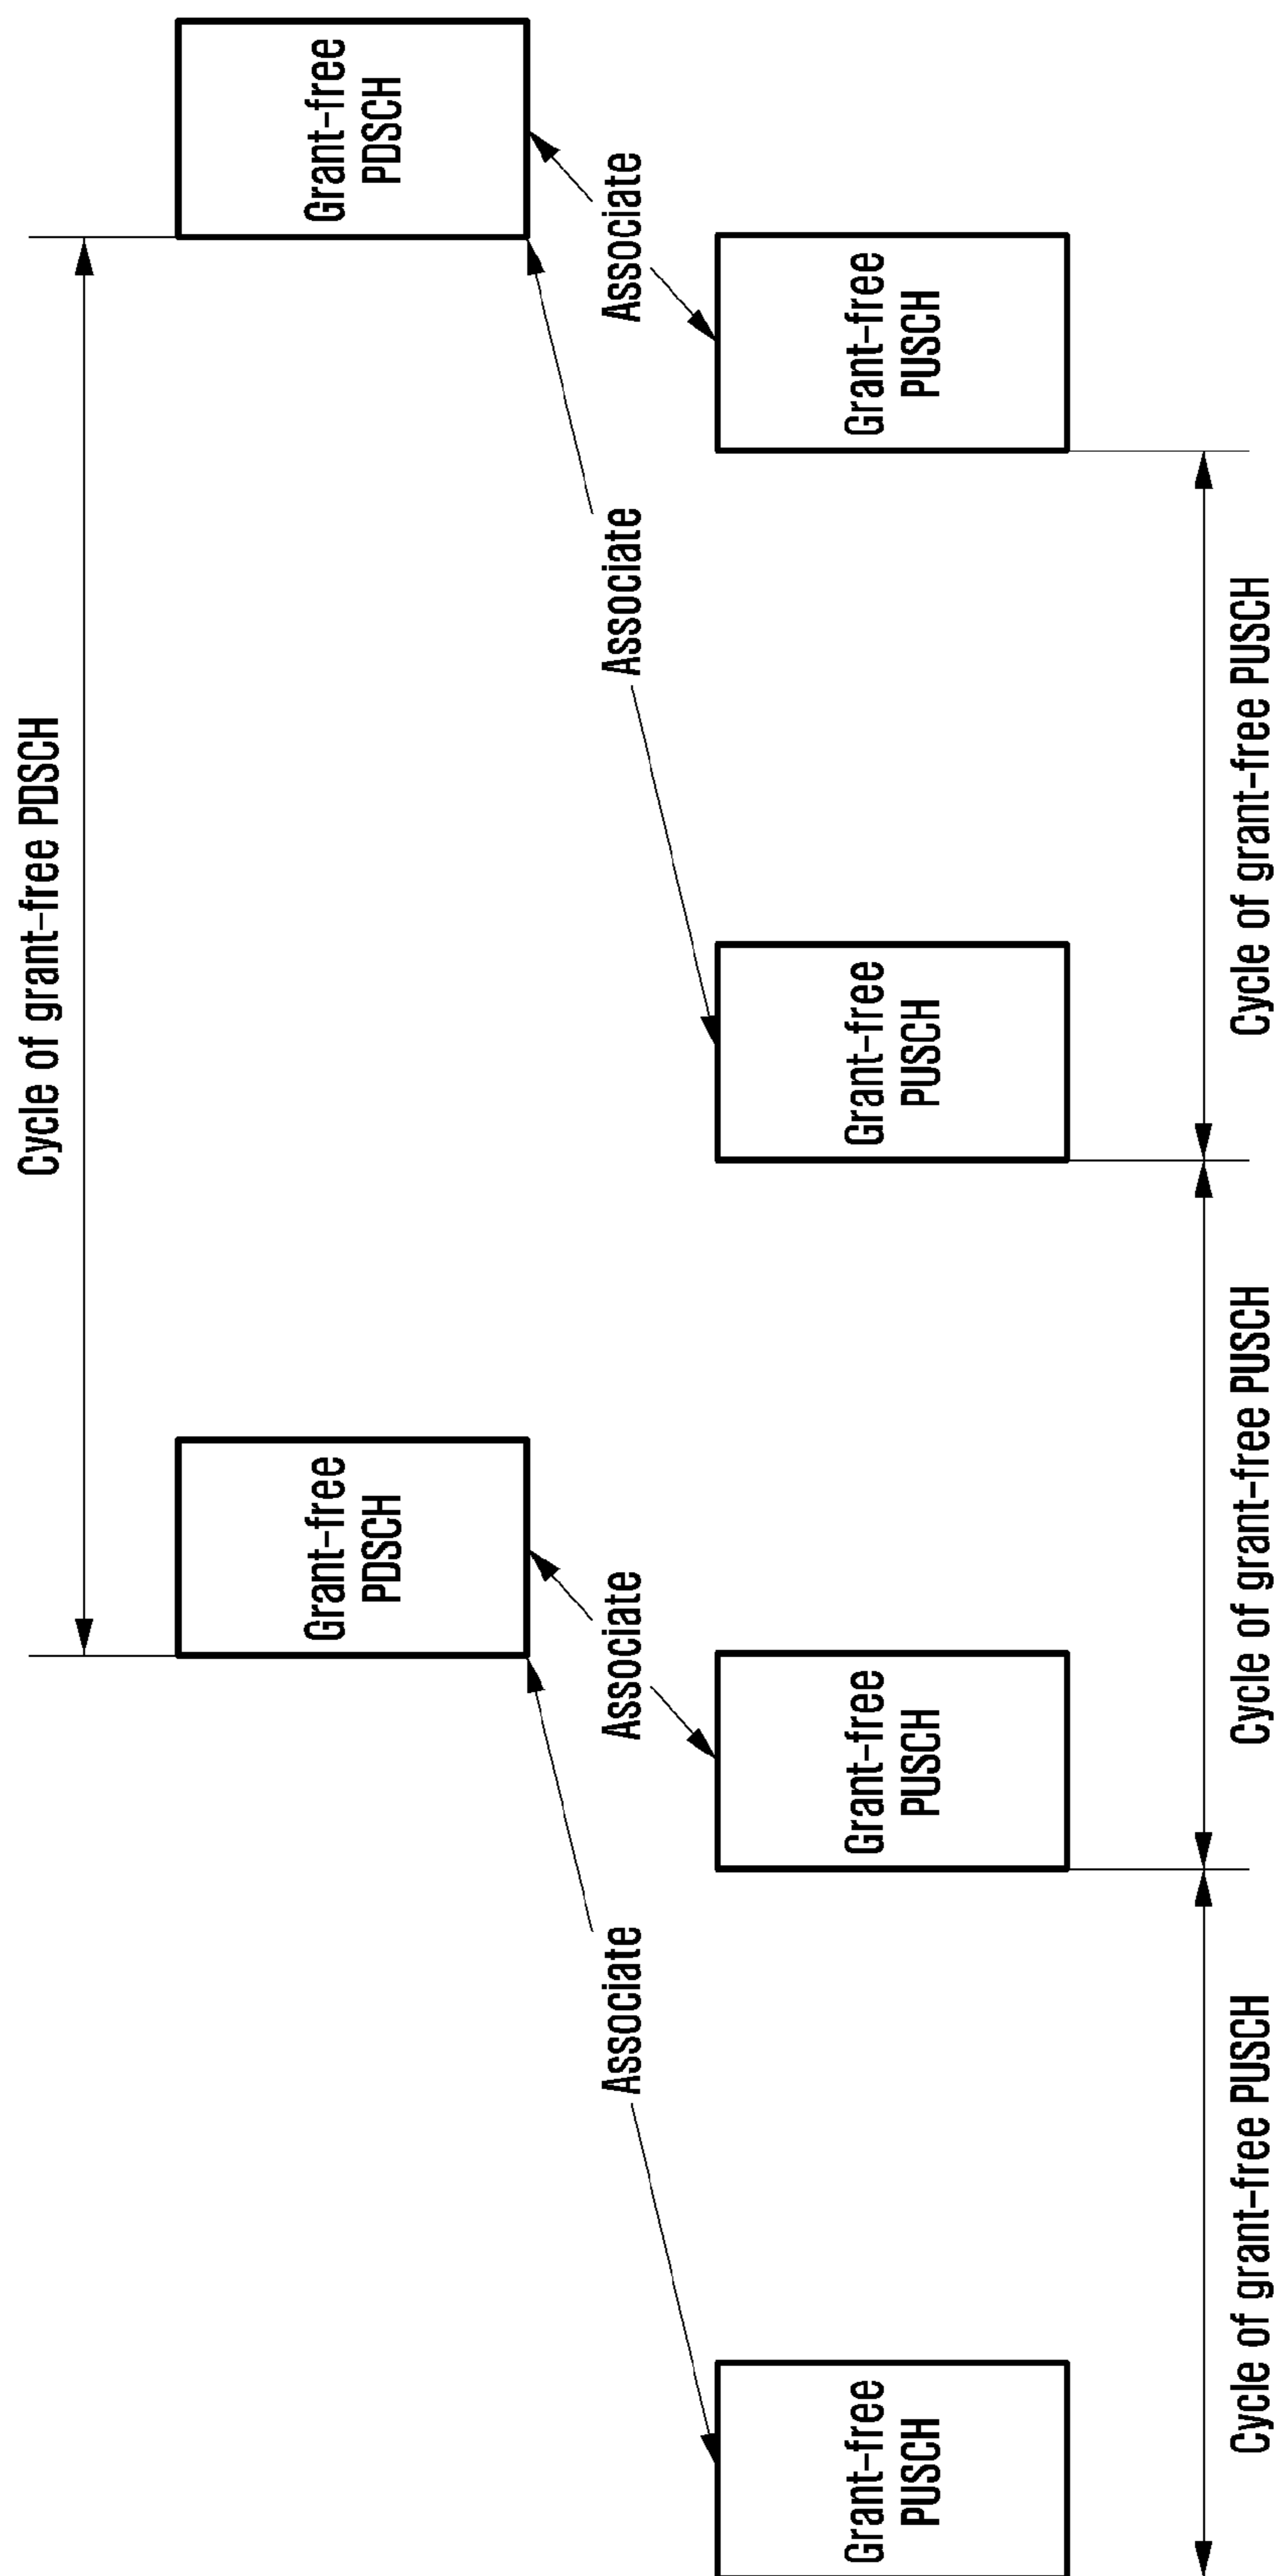 Cycle of grant-free PDSCH
Grant-free
PDSCH
Grant-free
PDSCH
Associate
Associate
Associate
Associate
Grant-free
PUSCH
Grant-free
PUSCH
Grant-free
PUSCH
Grant-free
PUSCH
Cycle of grant-free PUSCH
Cycle of grant-free PUSCH
Cycle of grant-free PUSCH